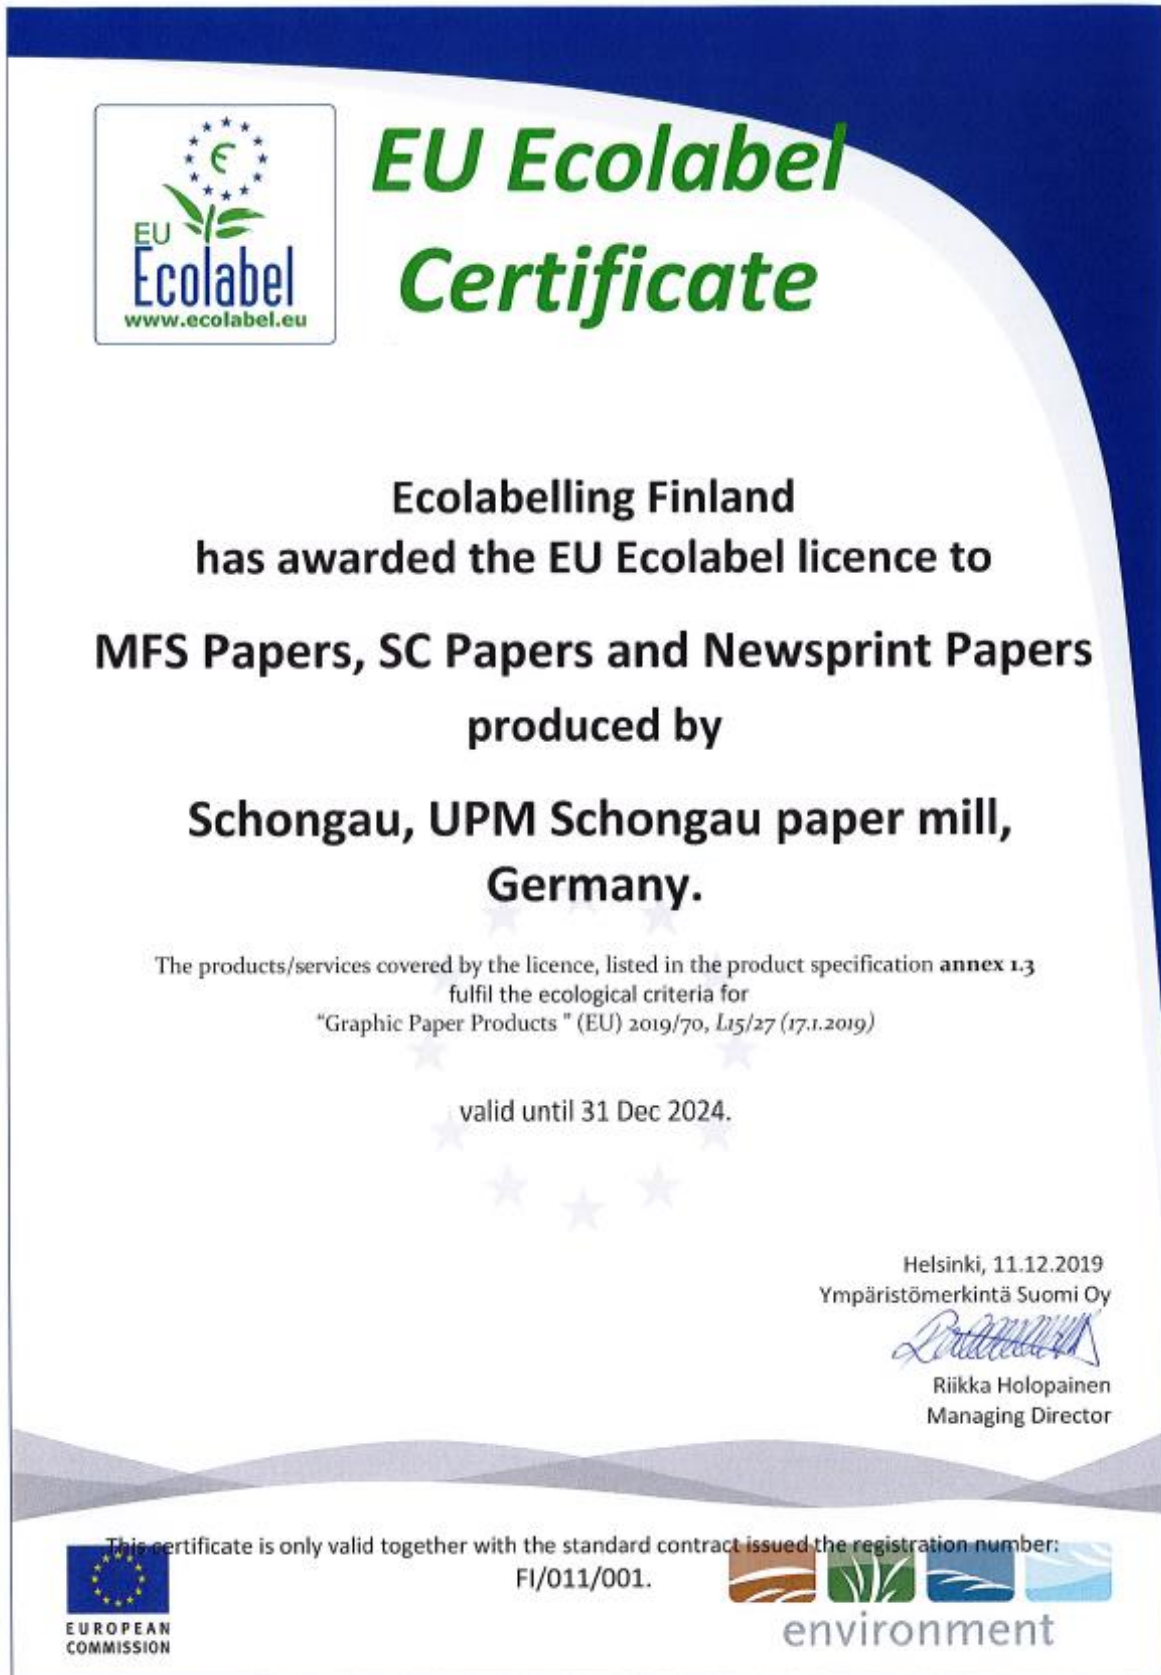 EU Ecolabel
Certificate
EU
Ecolabel
www.ecolabel.eu
Ecolabelling Finland
has awarded the EU Ecolabel licence to
MFS Papers, SC Papers and Newsprint Papers
produced by
Schongau, UPM Schongau paper mill,
Germany.
The products/services covered by the licence, listed in the product specification annex 1.3
fulfil the ecological criteria for
“Graphic Paper Products ” (EU) 2019/70, L15/27 (17.1.2019)
valid until 31 Dec 2024.
Helsinki, 11.12.2019
Ympäristömerkintä Suomi Oy
Riikka Holopainen
Managing Director
This certificate is only valid together with the standard contract issued the registration number:
FI/011/001.
EUROPEAN
COMMISSION
environment